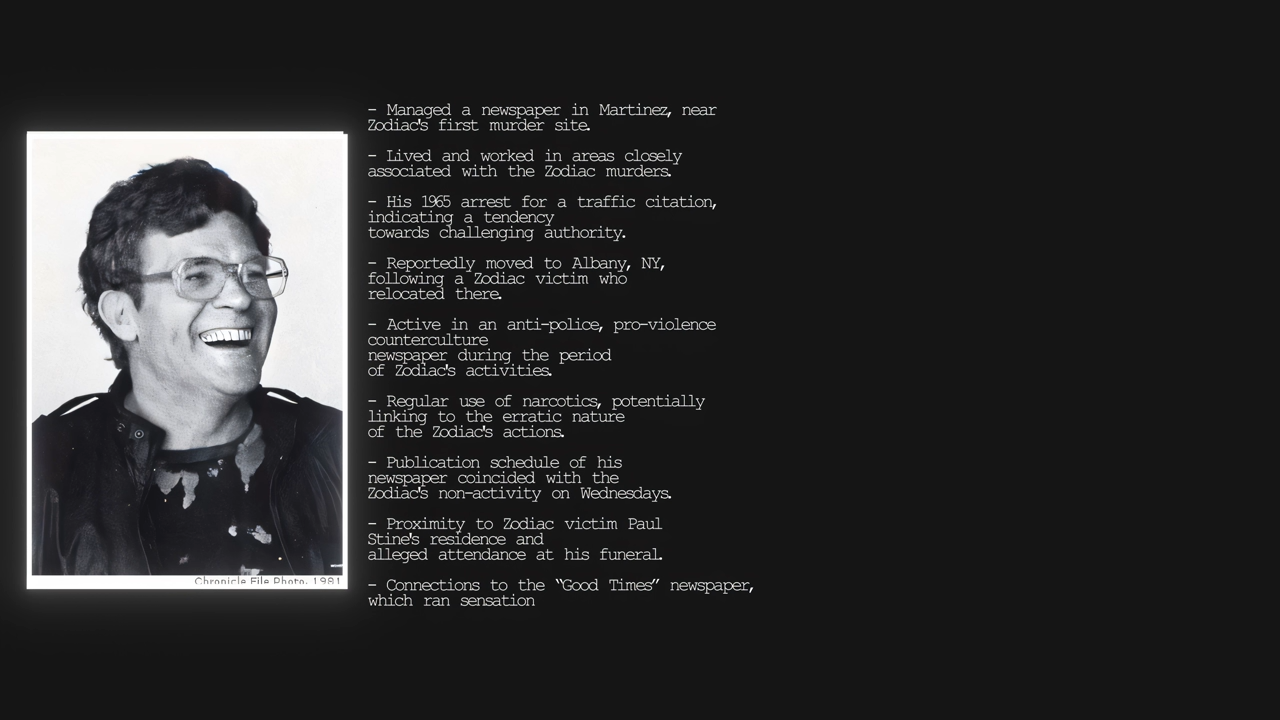 - Managed a newspaper in Martinez, near
Zodiac's first murder site.
- Lived and worked in areas closely
associated with the Zodiac murders.
- His 1965 arrest for a traffic citation,
indicating a tendency
towards challenging authority.
- Reportedly moved to Albany, NY,
following a Zodiac victim who
relocated there.
- Active in an anti-police, pro-violence
counterculture
newspaper during the period
of Zodiac's activities.
- Regular use of narcotics, potentially
linking to the erratic nature
of the Zodiac's actions.
- Publication schedule of his
newspaper coincided with the
Zodiac's non-activity on Wednesdays.
- Proximity to Zodiac victim Paul
Stine's residence and
alleged attendance at his funeral.
- Connections to the “Good Times” newspaper,
which ran sensation
Chronicle File Photo, 1981